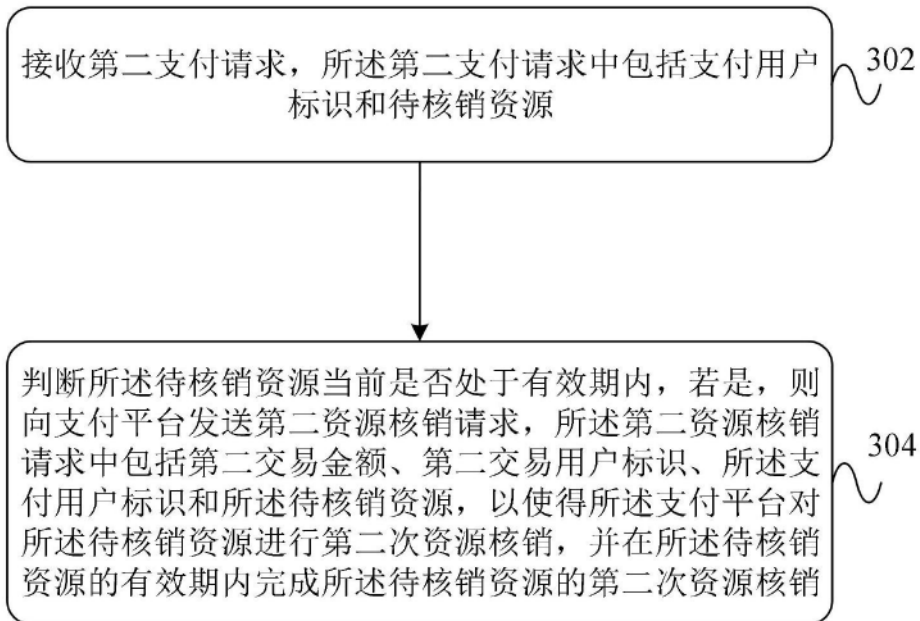 接收第二支付请求，所述第二支付请求中包括支付用户
标识和待核销资源
302
判断所述待核销资源当前是否处于有效期内，若是，则
向支付平台发送第二资源核销请求，所述第二资源核销
请求中包括第二交易金额、第二交易用户标识、所述支
付用户标识和所述待核销资源，以使得所述支付平台对
所述待核销资源进行第二次资源核销，并在所述待核销
资源的有效期内完成所述待核销资源的第二次资源核销
304